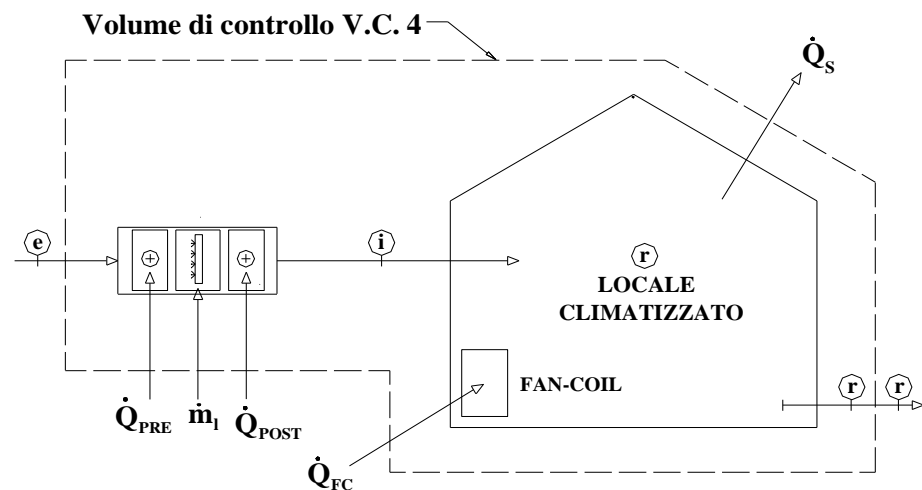 Volume di controllo V.C. 4
Q̇S
e
i
r
LOCALE
CLIMATIZZATO
FAN-COIL
r r
Q̇PRE ṁl Q̇POST
Q̇FC